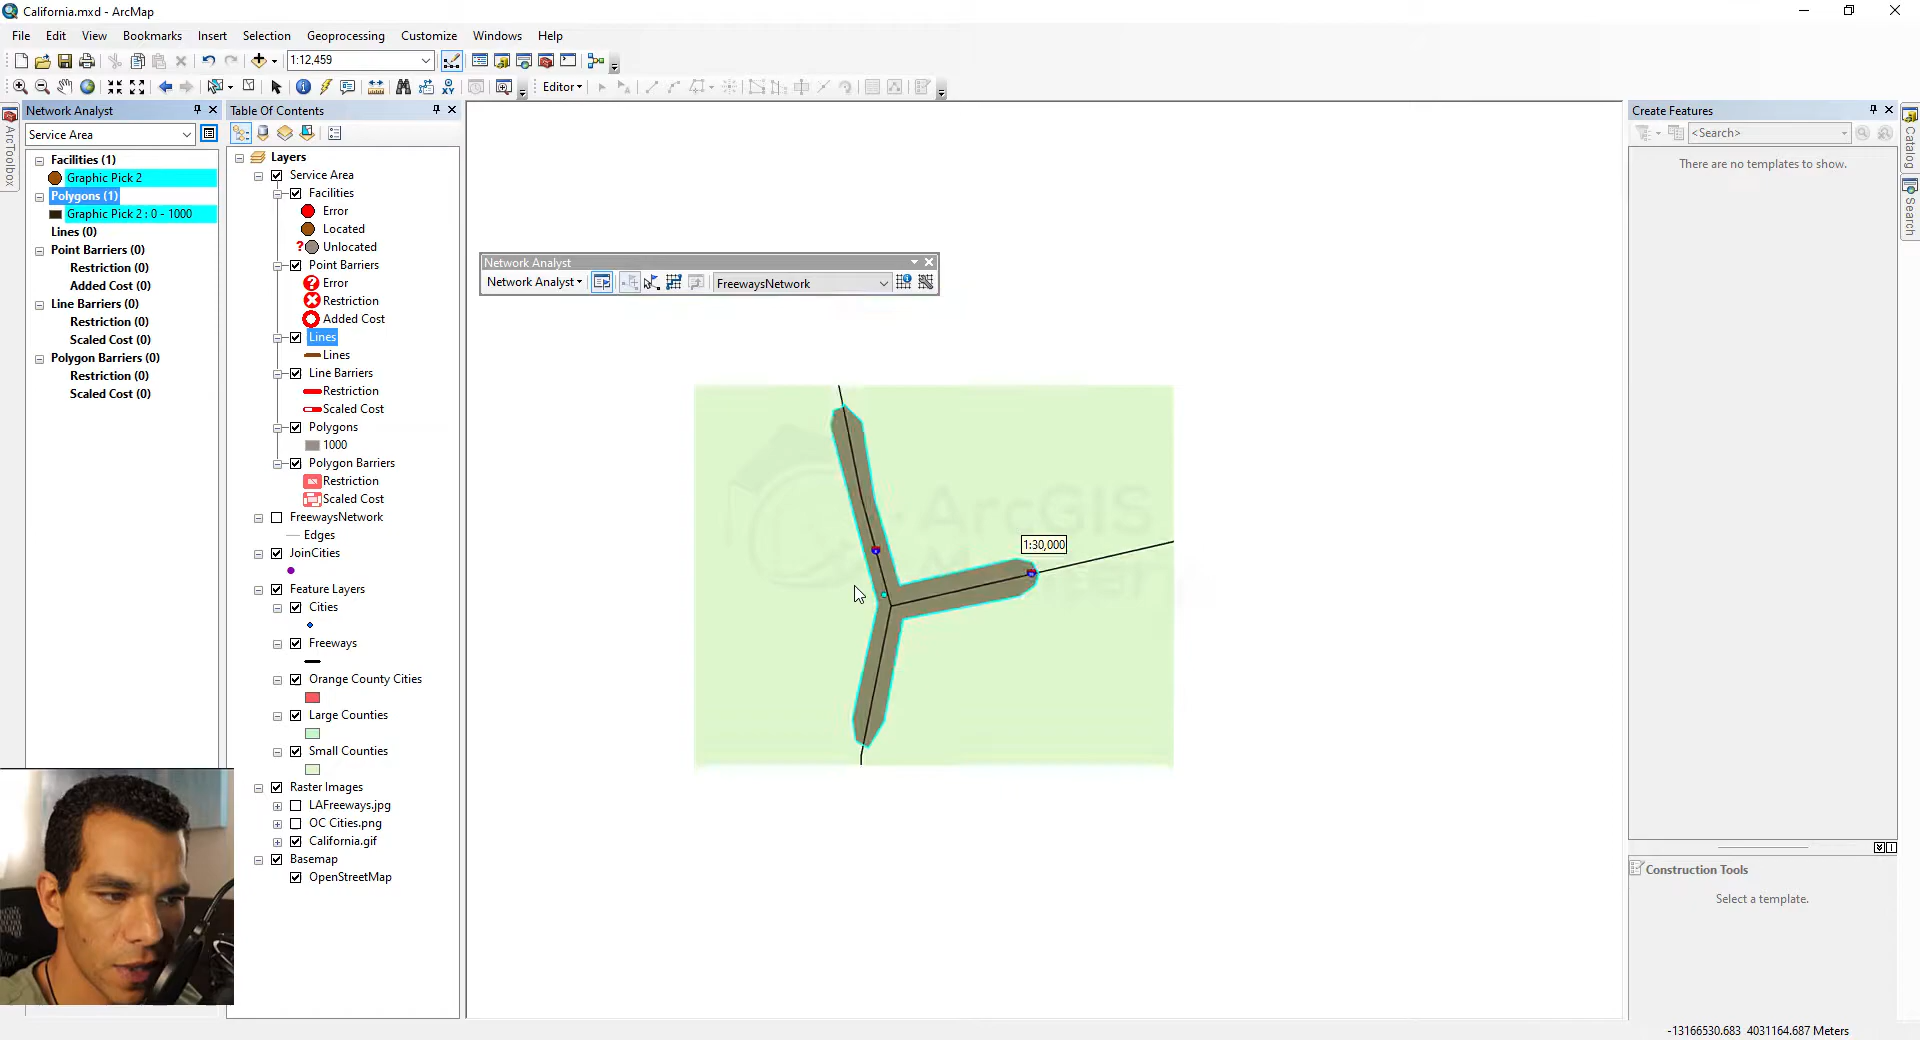 California.mxd - ArcMap
File Edit View Bookmarks Insert Selection Geoprocessing Customize Windows Help
1:12,459
Editor
Network Analyst
Service Area
Facilities (1)
Graphic Pick 2
Polygons (1)
Graphic Pick 2 : 0 - 1000
Lines (0)
Point Barriers (0)
Restriction (0)
Added Cost (0)
Line Barriers (0)
Restriction (0)
Scaled Cost (0)
Polygon Barriers (0)
Restriction (0)
Scaled Cost (0)
ArcToolbox
Table Of Contents
Layers
Service Area
Facilities
Error
Located
Unlocated
Point Barriers
Error
Restriction
Added Cost
Lines
Lines
Line Barriers
Restriction
Scaled Cost
Polygons
1000
Polygon Barriers
Restriction
Scaled Cost
FreewaysNetwork
Edges
JoinCities
Feature Layers
Cities
Freeways
Orange County Cities
Large Counties
Small Counties
Raster Images
LAFreeways.jpg
OC Cities.png
California.gif
Basemap
OpenStreetMap
Network Analyst
Network Analyst FreewaysNetwork
ArcGIS
1:30,000
Create Features
<Search>
There are no templates to show.
Construction Tools
Select a template.
Catalog
Search
-13166530.683 4031164.687 Meters